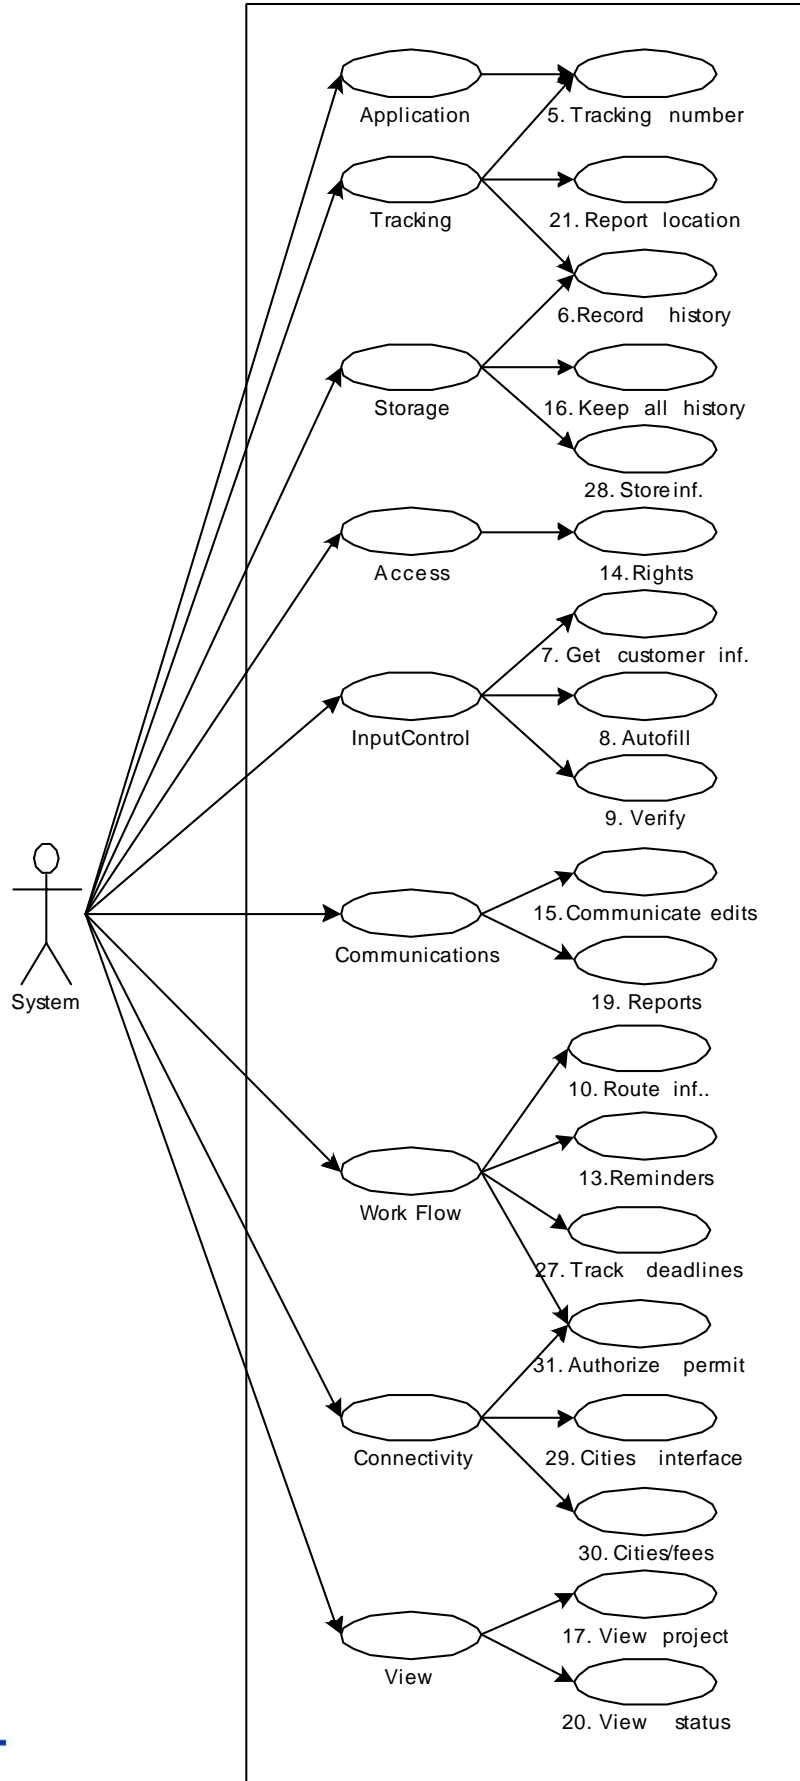 Application
5. Tracking number
Tracking
21. Report location
6.Record history
Storage
16. Keep all history
28. Store inf.
Access
14. Rights
7. Get customer inf.
InputControl
8. Autofill
9. Verify
15. Communicate edits
Communications
System
19. Reports
10. Route inf..
13.Reminders
Work Flow
27. Track deadlines
31. Authorize permit
Connectivity
29. Cities interface
30. Cities/fees
17. View project
View
20. View status